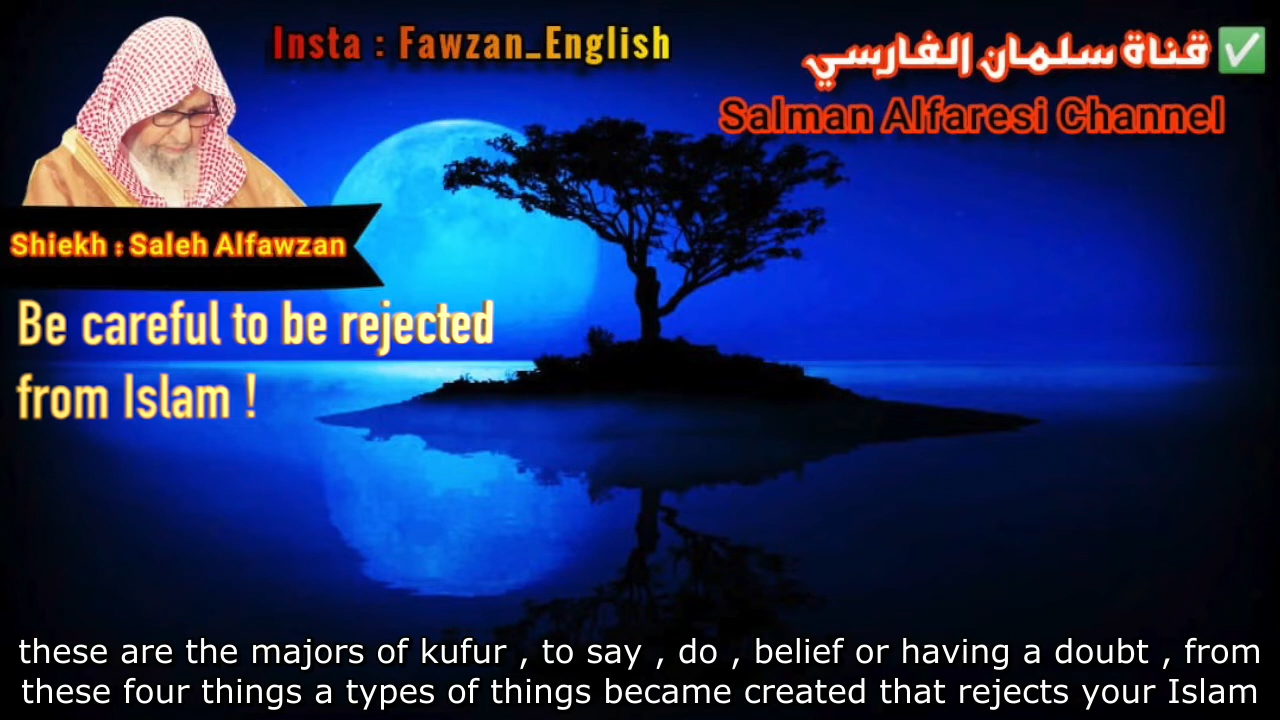 Insta : Fawzan_English
قناة سلمان الفارسي
Salman Alfaresi Channel
Shiekh : Saleh Alfawzan
Be careful to be rejected
from Islam !
these are the majors of kufur , to say , do , belief or having a doubt , from
these four things a types of things became created that rejects your Islam